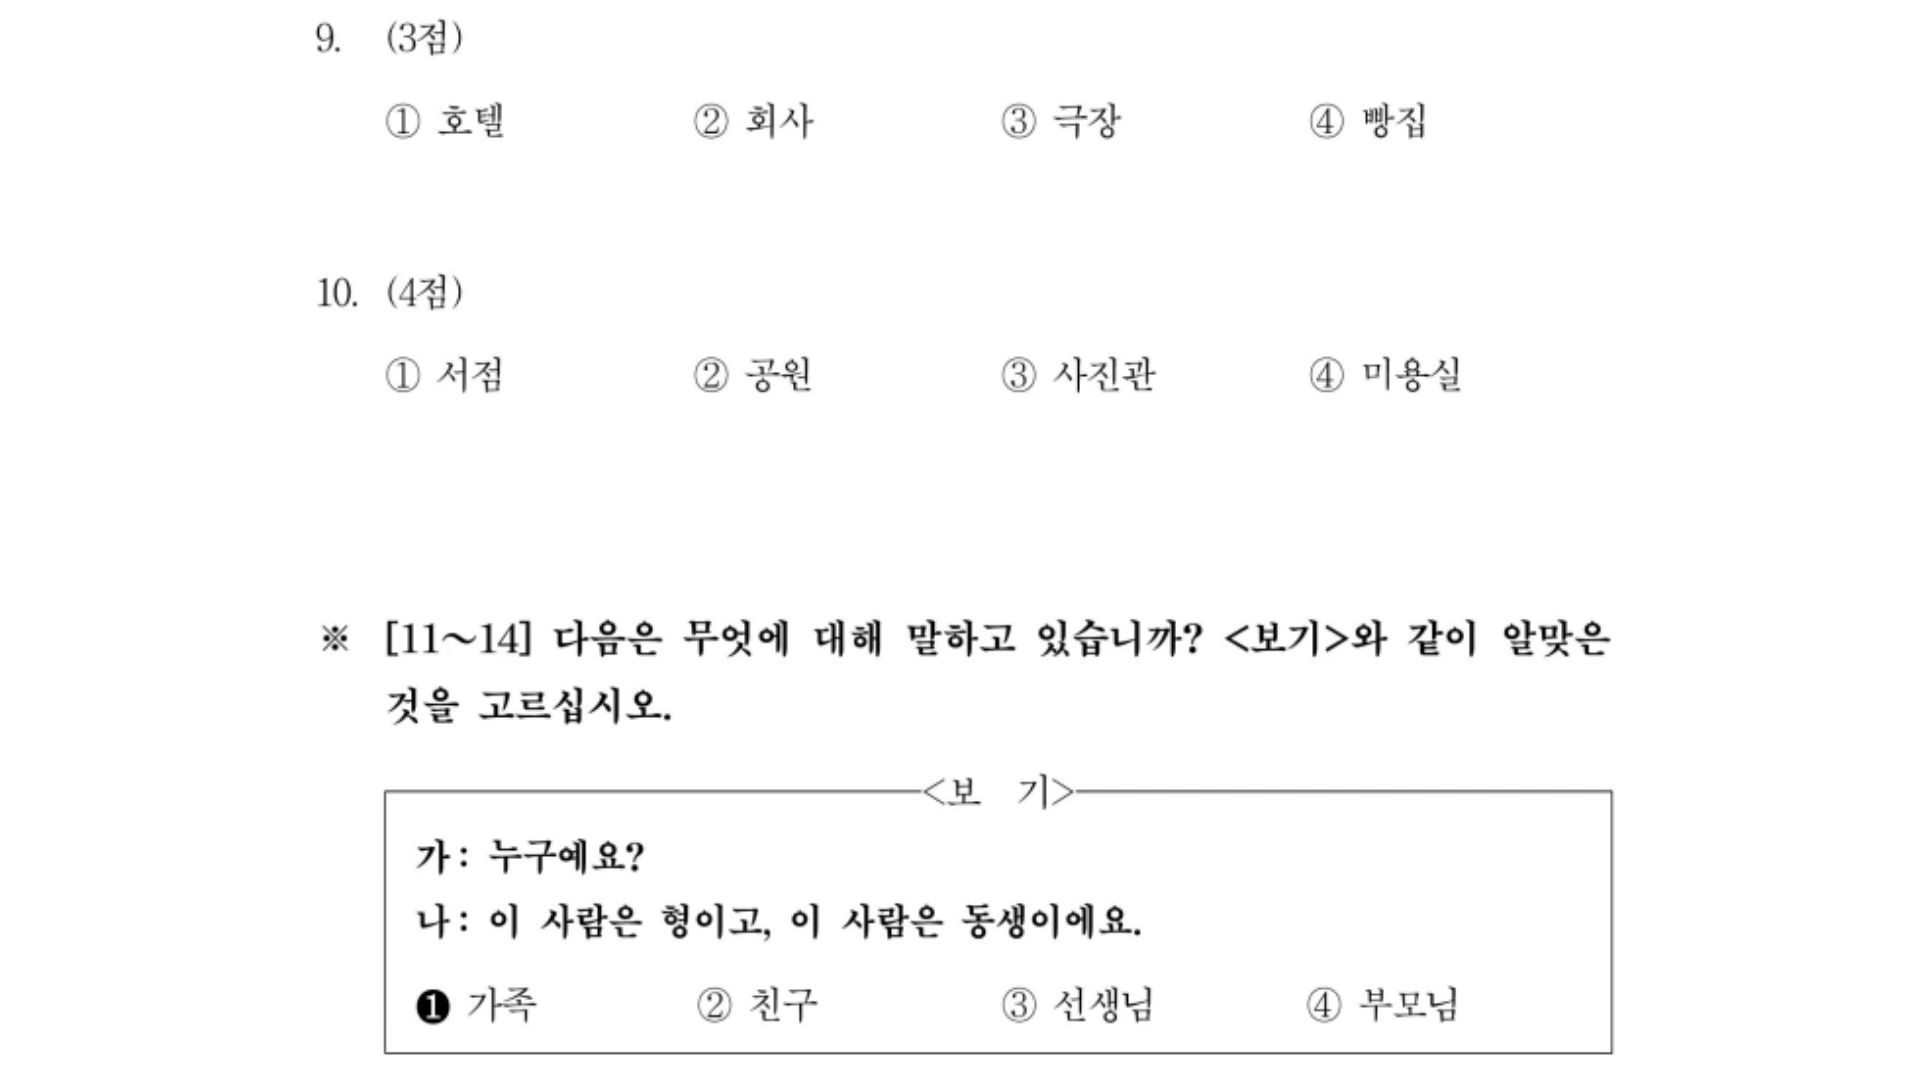 9. (3점)
① 호텔 ② 회사 ③ 극장 ④ 빵집
10. (4점)
① 서점 ② 공원 ③ 사진관 ④ 미용실
※ [11~14] 다음은 무엇에 대해 말하고 있습니까? <보기>와 같이 알맞은
것을 고르십시오.
<보 기>
가: 누구예요?
나: 이 사람은 형이고, 이 사람은 동생이에요.
❶ 가족 ② 친구 ③ 선생님 ④ 부모님